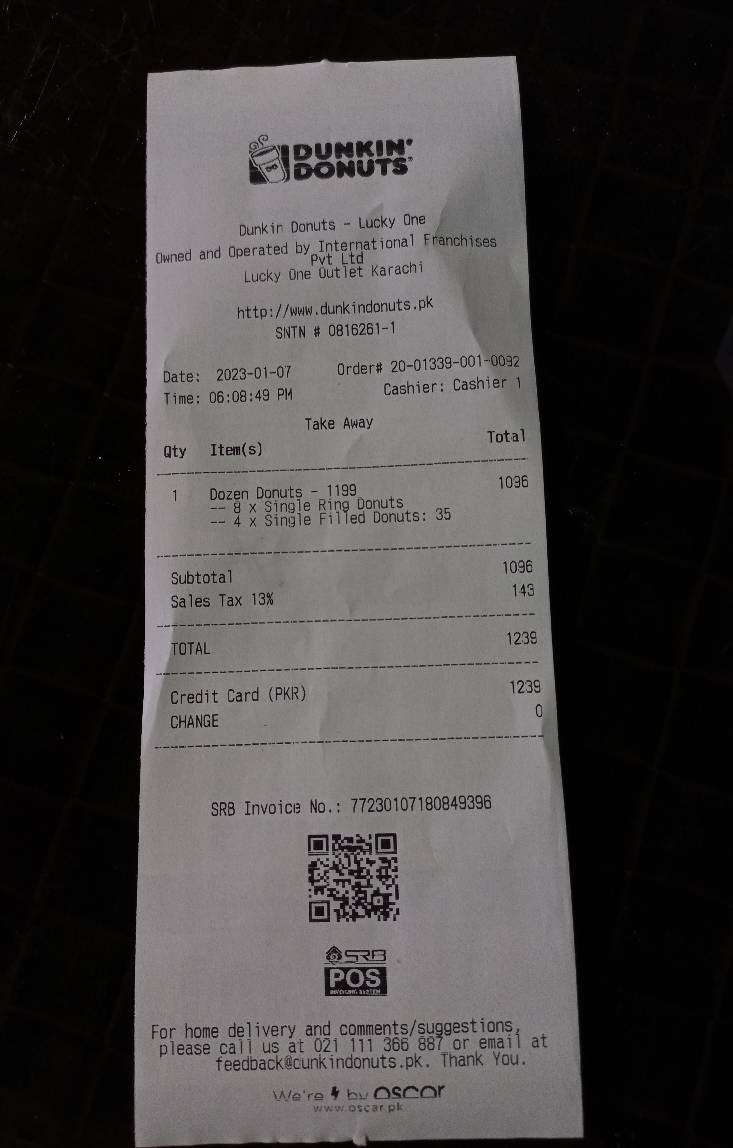 DUNKIN'
DONUTS
Dunkin Donuts - Lucky One
Owned and Operated by International Franchises
Pvt Ltd
Lucky One Outlet Karachi
http://www.dunkindonuts.pk
SNTN # 0816261-1
Date: 2023-01-07 Order# 20-01339-001-0092
Time: 06:08:49 PM Cashier: Cashier 1
Take Away
Qty Item(s) Total
1 Dozen Donuts - 1199 1096
-- 8 x Single Ring Donuts
-- 4 x Single Filled Donuts: 35
Subtotal 1096
Sales Tax 13% 143
TOTAL 1239
Credit Card (PKR) 1239
CHANGE 0
SRB Invoice No.: 77230107180849396
SRB
POS
For home delivery and comments/suggestions,
please call us at 021 111 366 887 or email at
feedback@cunkindonuts.pk. Thank You.
We're by oscar
www.oscar.pk